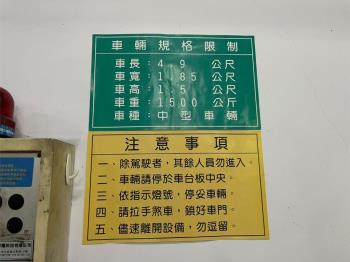 車輛規格限制
車長：4.9 公尺
車寬：1.85 公尺
車高：1.5 公尺
車重：1500 公斤
車種：中型車輛
注意事項
一、除駕駛者，其餘人員勿進入。
二、車輛請停於車台板中央。
三、依指示燈號，停妥車輛。
四、請拉手煞車，鎖好車門。
五、儘速離開設備，勿逗留。